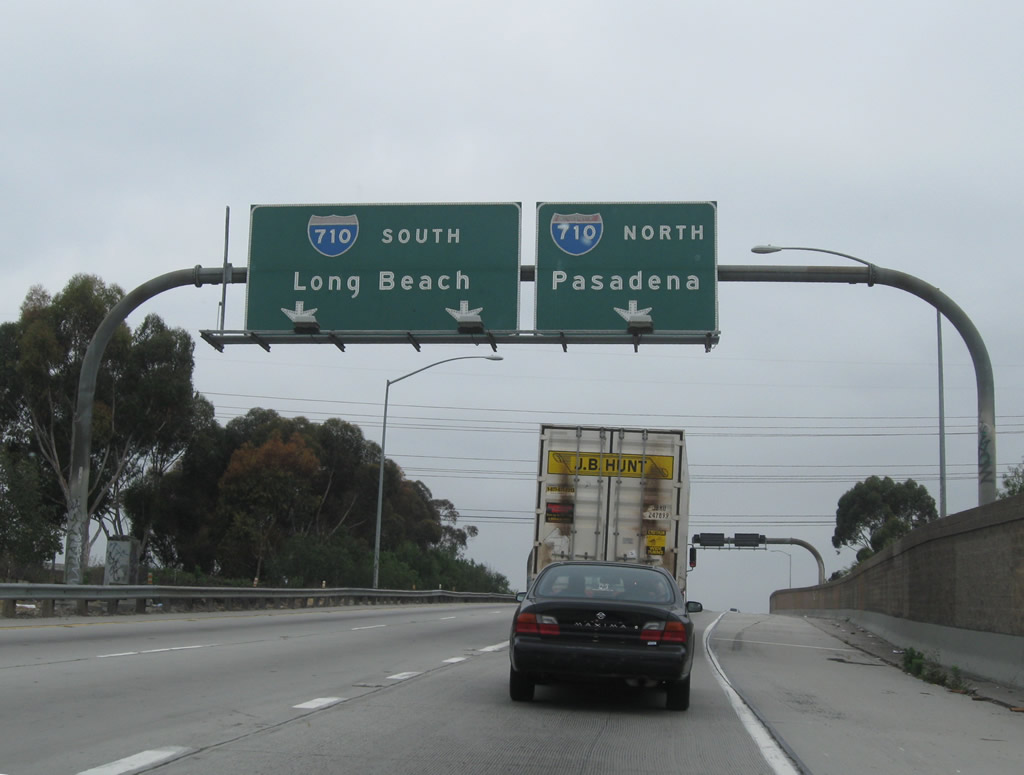 710 SOUTH
Long Beach
710 NORTH
Pasadena
J.B. HUNT
MAXIMA